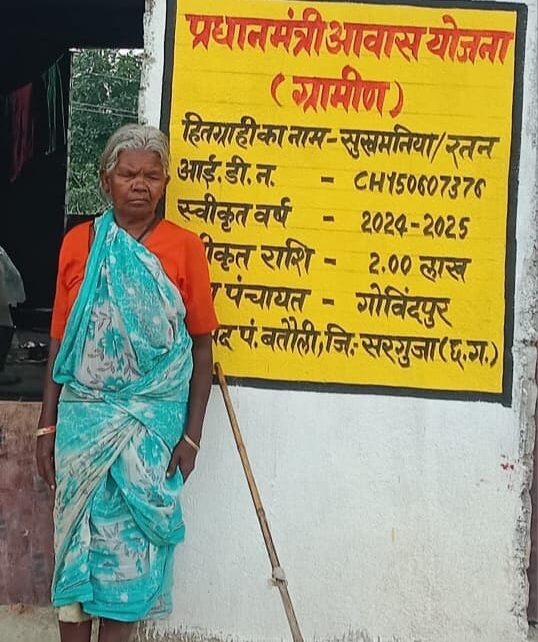 प्रधानमंत्री आवास योजना
(ग्रामीण)
हितग्राही का नाम - सुखमनिया/रतन
आई.डी.न. - CH150607376
स्वीकृत वर्ष - 2024-2025
कृत राशि - 2.00 लाख
पंचायत - गोविंदपुर
पं. बतौली, जि:- सरगुजा (छ.ग.)